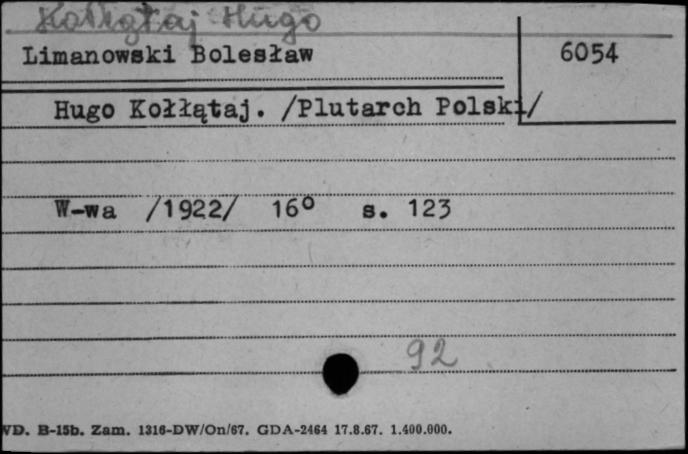 Kołłątaj Hugo
Limanowski Bolesław
6054
Hugo Kołłątaj. /Plutarch Polski/
W-wa /1922/ 16° s. 123
92
WD. B-15b. Zam. 1316-DW/On/67. GDA-2464 17.8.67. 1.400.000.